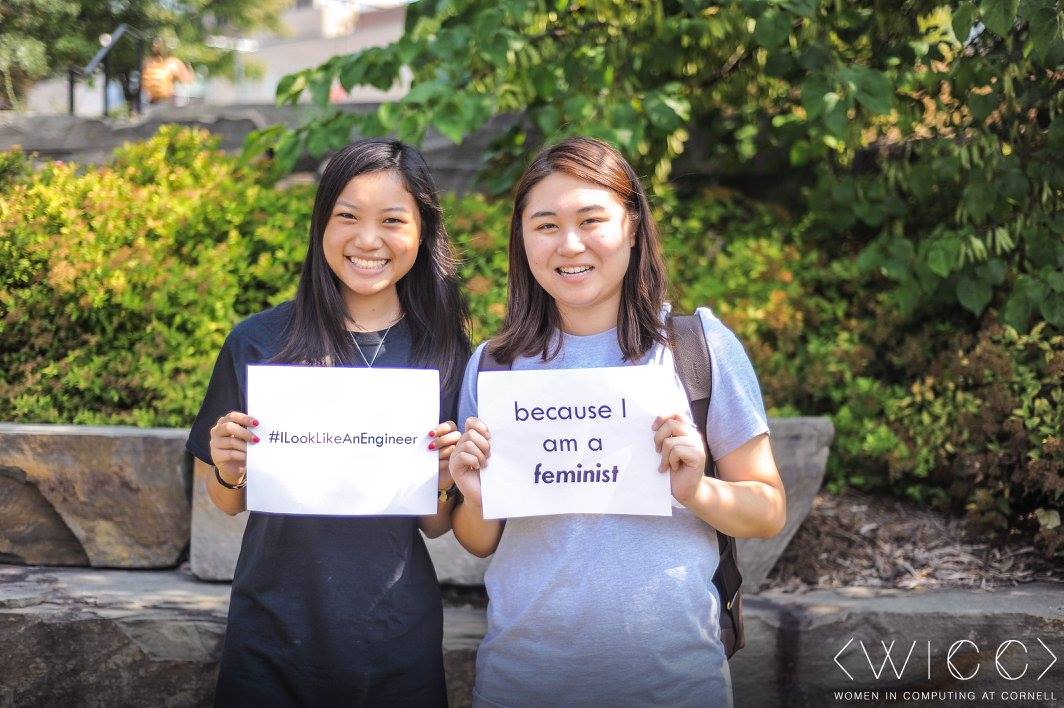 #ILookLikeAnEngineer
because I
am a
feminist
<WICC>
WOMEN IN COMPUTING AT CORNELL